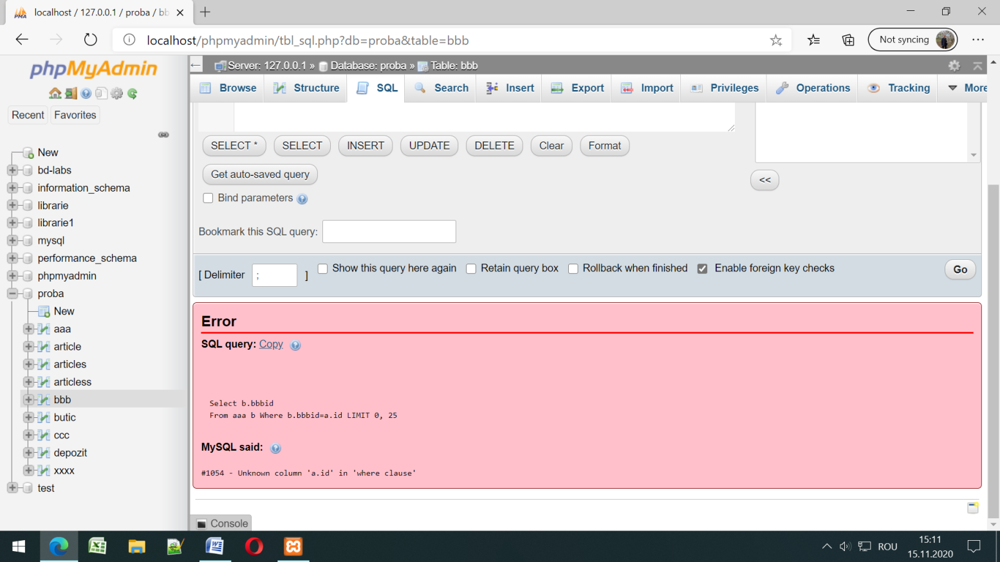 localhost / 127.0.0.1 / proba / bb
localhost/phpmyadmin/tbl_sql.php?db=proba&table=bbb
Not syncing
phpMyAdmin
Recent
Favorites
New
bd-labs
information_schema
librarie
librarie1
mysql
performance_schema
phpmyadmin
proba
New
aaa
article
articles
articless
bbb
butic
ccc
depozit
xxxx
test
Server: 127.0.0.1 » Database: proba » Table: bbb
Browse
Structure
SQL
Search
Insert
Export
Import
Privileges
Operations
Tracking
More
SELECT *
SELECT
INSERT
UPDATE
DELETE
Clear
Format
Get auto-saved query
<<
Bind parameters
Bookmark this SQL query:
[ Delimiter ; ]
Show this query here again
Retain query box
Rollback when finished
Enable foreign key checks
Go
Error
SQL query: Copy
Select b.bbbid
From aaa b Where b.bbbid=a.id LIMIT 0, 25
MySQL said:
#1054 - Unknown column 'a.id' in 'where clause'
Console
ROU
15:11
15.11.2020